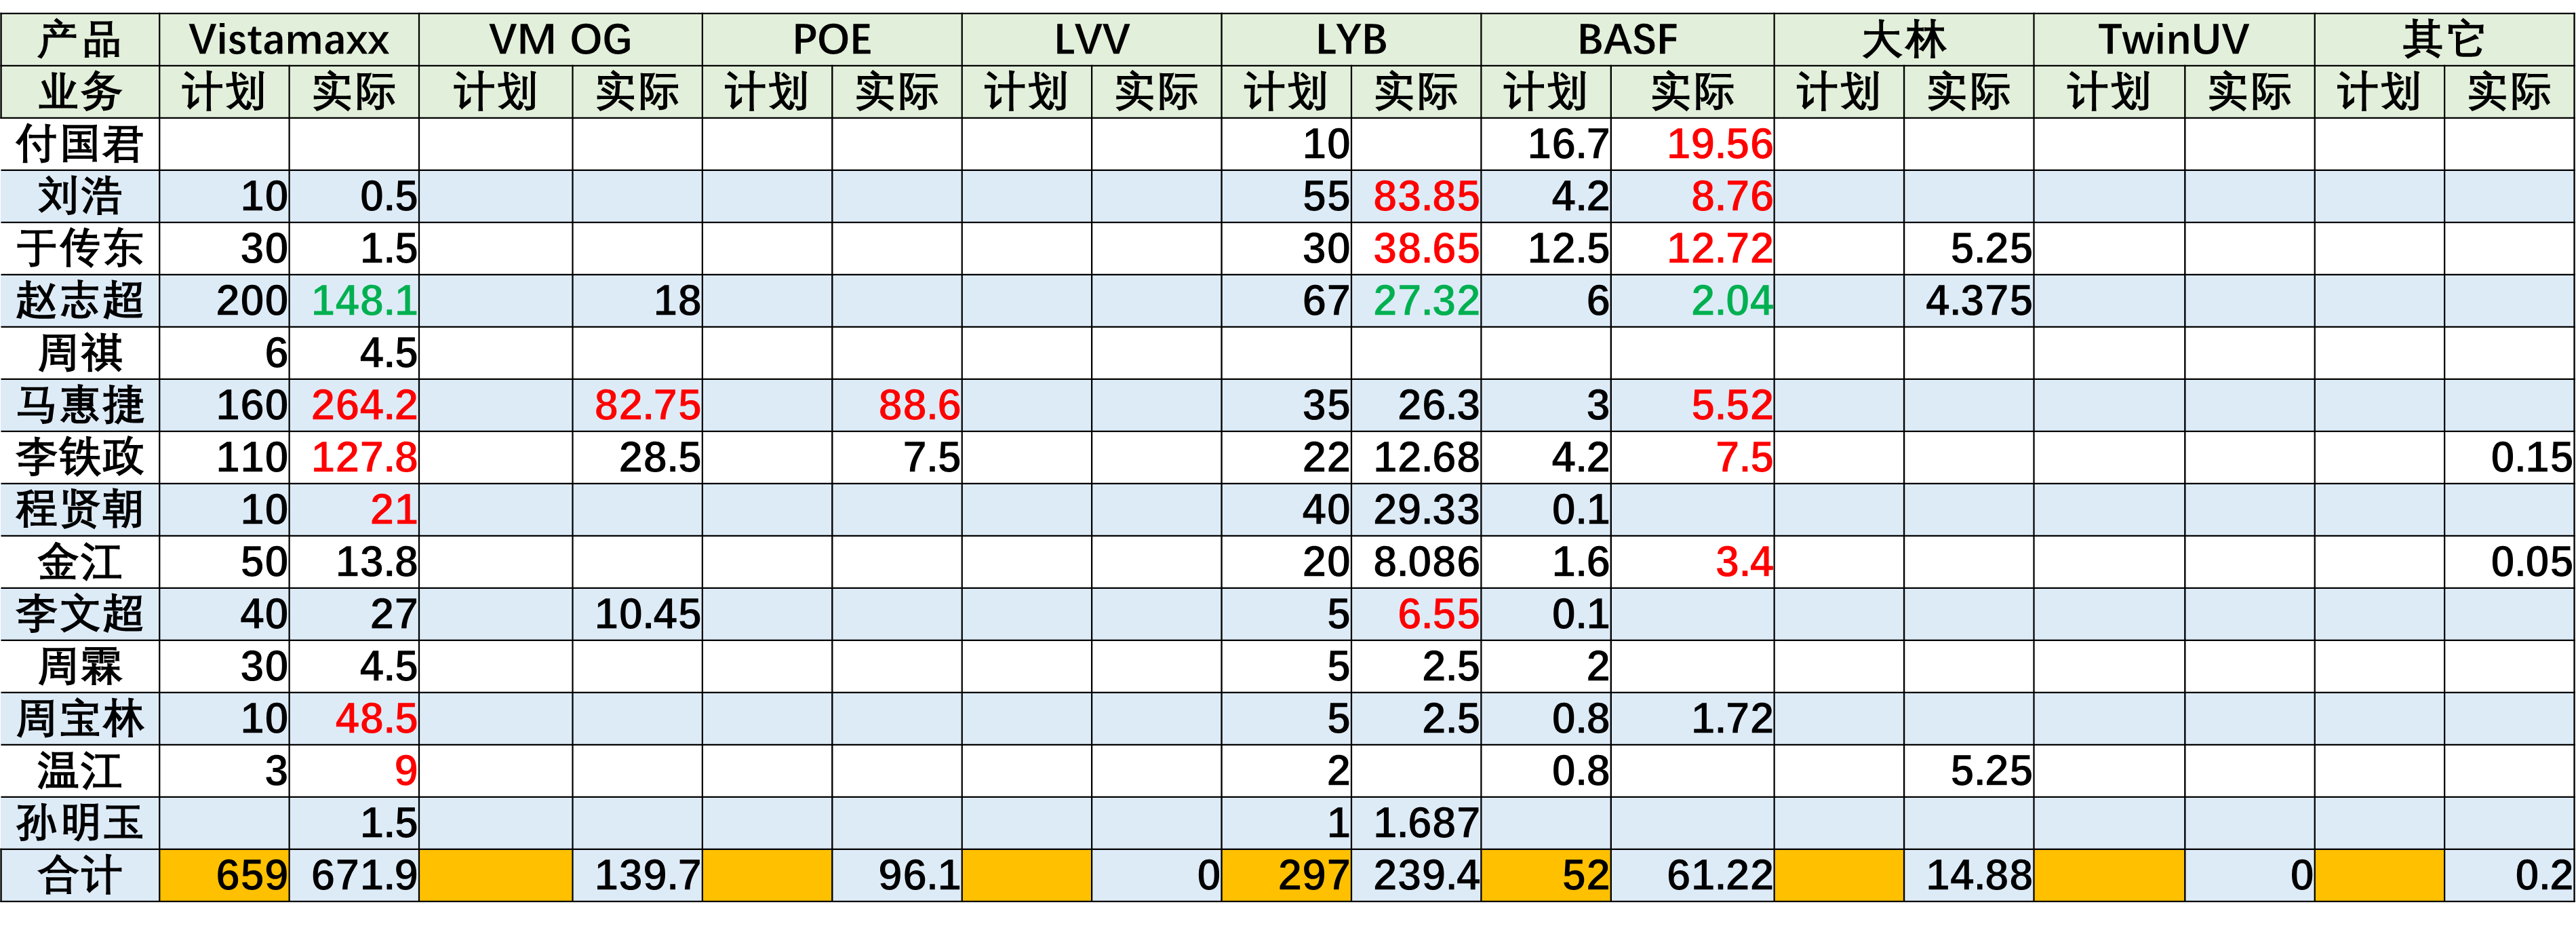 产品 Vistamaxx VM OG POE LVV LYB BASF 大林 TwinUV 其它
业务 计划 实际 计划 实际 计划 实际 计划 实际 计划 实际 计划 实际 计划 实际 计划 实际 计划 实际
付国君 10 16.7 19.56
刘浩 10 0.5 55 83.85 4.2 8.76
于传东 30 1.5 30 38.65 12.5 12.72 5.25
赵志超 200 148.1 18 67 27.32 6 2.04 4.375
周祺 6 4.5
马惠捷 160 264.2 82.75 88.6 35 26.3 3 5.52
李铁政 110 127.8 28.5 7.5 22 12.68 4.2 7.5 0.15
程贤朝 10 21 40 29.33 0.1
金江 50 13.8 20 8.086 1.6 3.4 0.05
李文超 40 27 10.45 5 6.55 0.1
周霖 30 4.5 5 2.5 2
周宝林 10 48.5 5 2.5 0.8 1.72
温江 3 9 2 0.8 5.25
孙明玉 1.5 1 1.687
合计 659 671.9 139.7 96.1 0 297 239.4 52 61.22 14.88 0 0.2